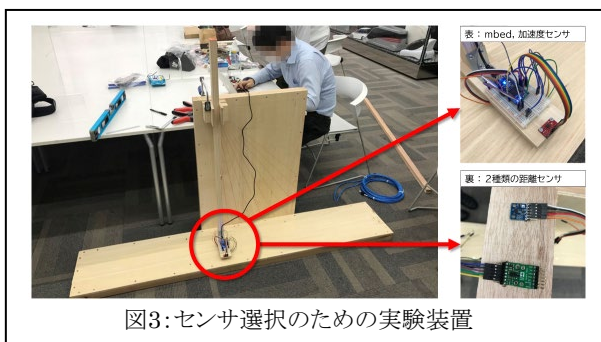 表： mbed, 加速度センサ
裏： 2種類の距離センサ
図3：センサ選択のための実験装置